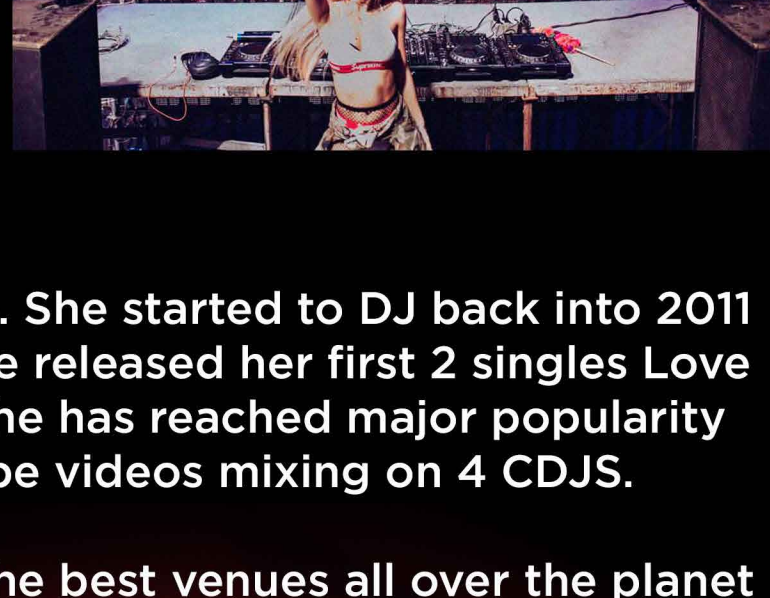 Supreme
. She started to DJ back into 2011
e released her first 2 singles Love
he has reached major popularity
be videos mixing on 4 CDJS.
he best venues all over the planet